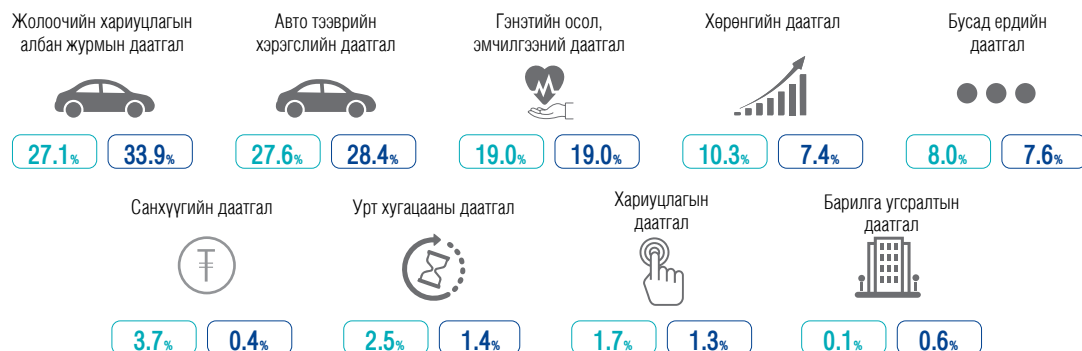 Жолоочийн хариуцлагын
албан журмын даатгал
27.1% 33.9%
Авто тээврийн
хэрэгслийн даатгал
27.6% 28.4%
Гэнэтийн осол,
эмчилгээний даатгал
19.0% 19.0%
Хөрөнгийн даатгал
10.3% 7.4%
Бусад ердийн
даатгал
8.0% 7.6%
Санхүүгийн даатгал
₮
3.7% 0.4%
Урт хугацааны даатгал
2.5% 1.4%
Хариуцлагын
даатгал
1.7% 1.3%
Барилга угсралтын
даатгал
0.1% 0.6%